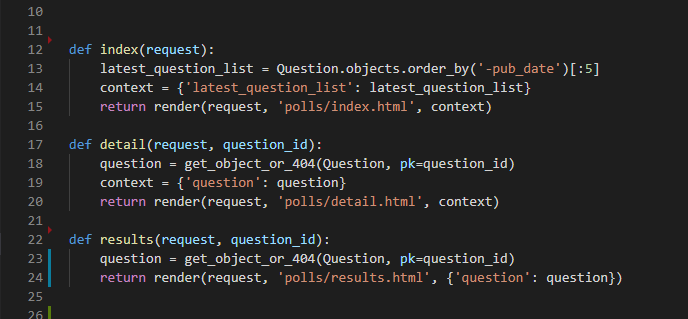 10
11
12 def index(request):
13     latest_question_list = Question.objects.order_by('-pub_date')[:5]
14     context = {'latest_question_list': latest_question_list}
15     return render(request, 'polls/index.html', context)
16
17 def detail(request, question_id):
18     question = get_object_or_404(Question, pk=question_id)
19     context = {'question': question}
20     return render(request, 'polls/detail.html', context)
21
22 def results(request, question_id):
23     question = get_object_or_404(Question, pk=question_id)
24     return render(request, 'polls/results.html', {'question': question})
25
26